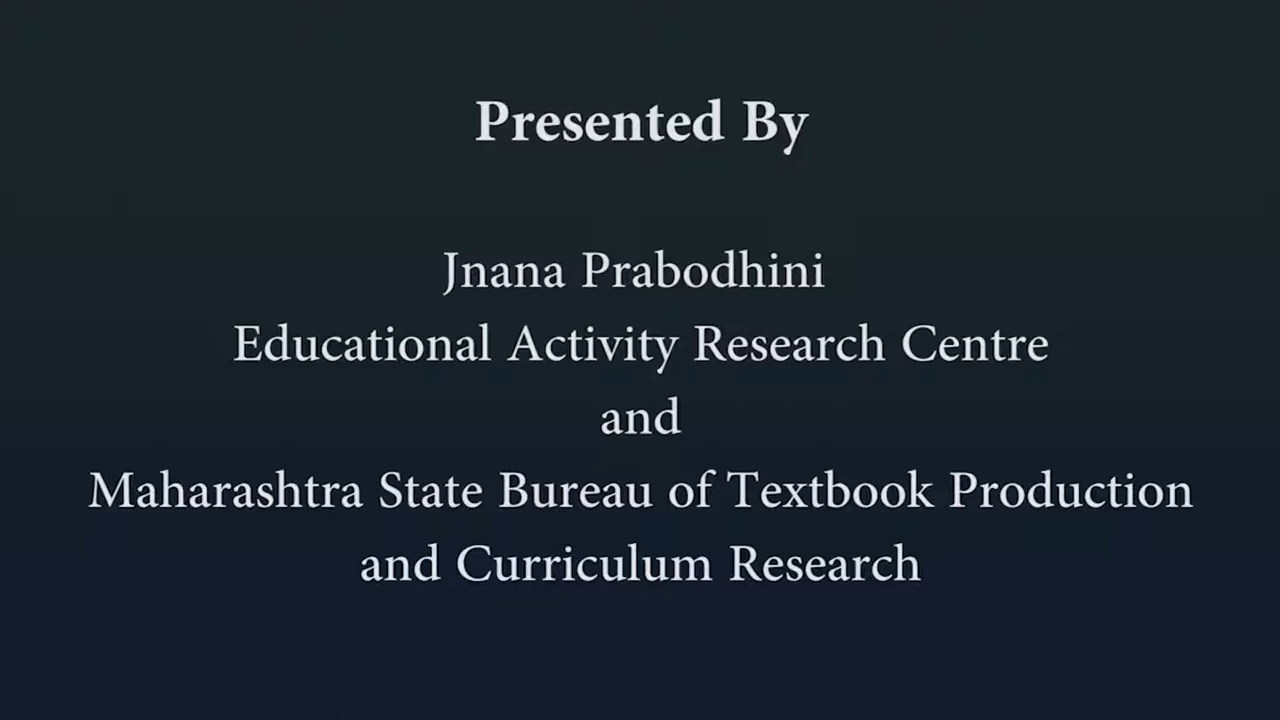 Presented By
Jnana Prabodhini
Educational Activity Research Centre
and
Maharashtra State Bureau of Textbook Production
and Curriculum Research